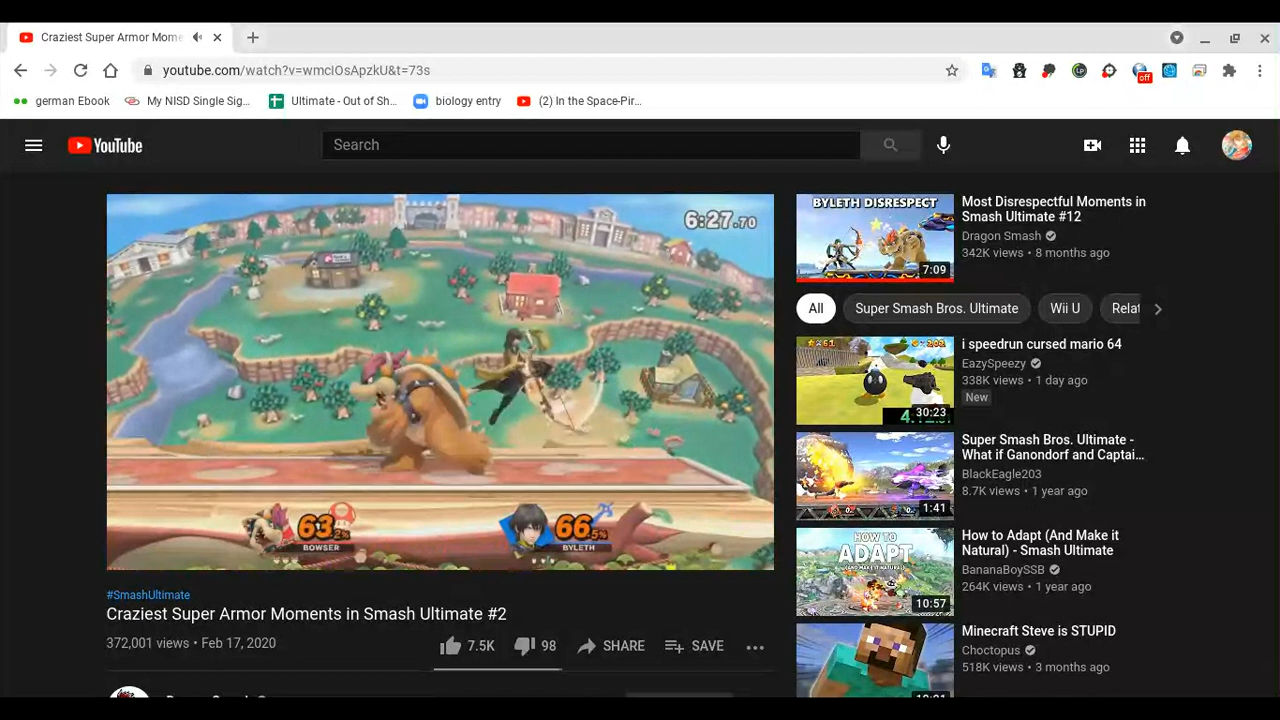 Craziest Super Armor Mome
youtube.com/watch?v=wmcIOsApzkU&t=73s
off
german Ebook
My NISD Single Sig...
Ultimate - Out of Sh...
biology entry
(2) In the Space-Pir...
YouTube
Search
6:27.70
63.2%
BOWSER
66.5%
BYLETH
#SmashUltimate
Craziest Super Armor Moments in Smash Ultimate #2
372,001 views • Feb 17, 2020
7.5K
98
SHARE
SAVE
BYLETH DISRESPECT
7:09
Most Disrespectful Moments in
Smash Ultimate #12
Dragon Smash
342K views • 8 months ago
All
Super Smash Bros. Ultimate
Wii U
Relat
30:23
i speedrun cursed mario 64
EazySpeezy
338K views • 1 day ago
New
1:41
Super Smash Bros. Ultimate -
What if Ganondorf and Captai...
BlackEagle203
8.7K views • 1 year ago
HOW TO
ADAPT
(AND MAKE IT NATURAL)
10:57
How to Adapt (And Make it
Natural) - Smash Ultimate
BananaBoySSB
264K views • 1 year ago
Minecraft Steve is STUPID
Choctopus
518K views • 3 months ago